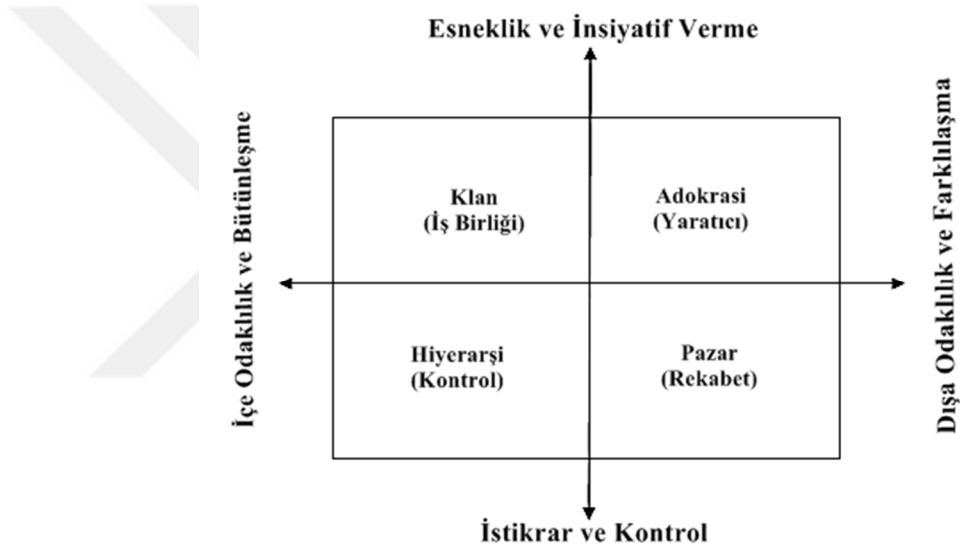 Esneklik ve İnsiyatif Verme
İçe Odaklılık ve Bütünleşme
Klan
(İş Birliği)
Adokrasi
(Yaratıcı)
Dışa Odaklılık ve Farklılaşma
Hiyerarşi
(Kontrol)
Pazar
(Rekabet)
İstikrar ve Kontrol